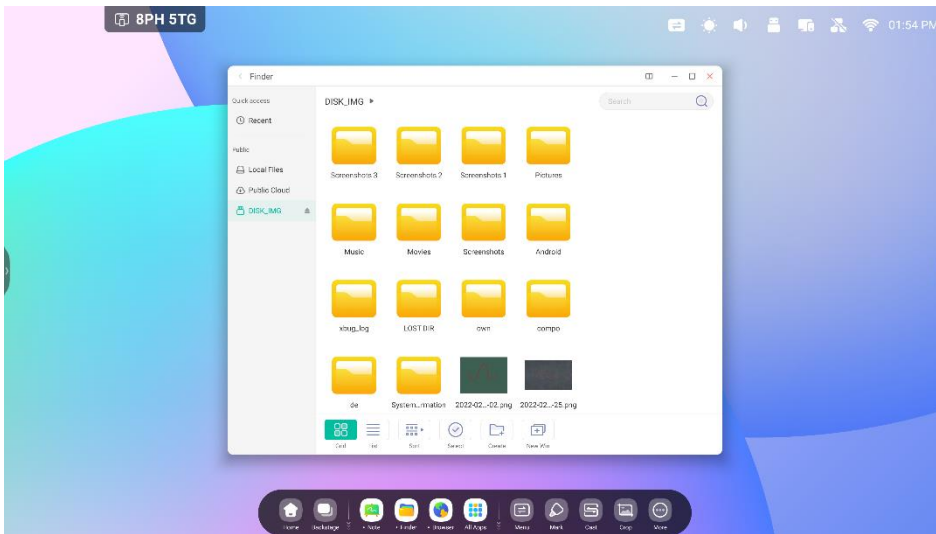 8PH 5TG
01:54 PM
Finder
Quick access
Recent
Public
Local Files
Public Cloud
DISK_IMG
DISK_IMG
Search
Screenshots 3
Screenshots 2
Screenshots 1
Pictures
Music
Movies
Screenshots
Android
xbug_log
LOST.DIR
own
compo
de
System...rmation
2022-02...-02.png
2022-02...-25.png
Grid
List
Sort
Select
Create
New Win
Home
Backstage
Note
Finder
Browser
All Apps
Menu
Mark
Cast
Crop
More